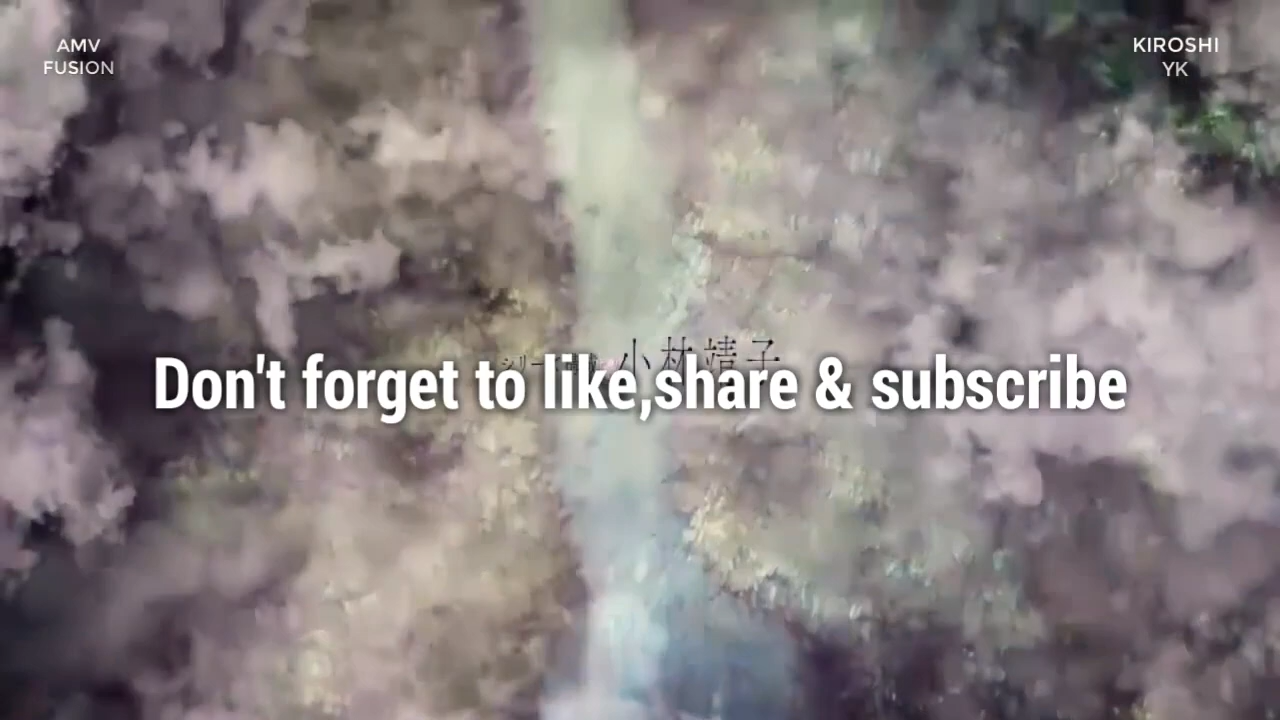 AMV
FUSION
KIROSHI
YK
小林靖子
Don't forget to like,share & subscribe